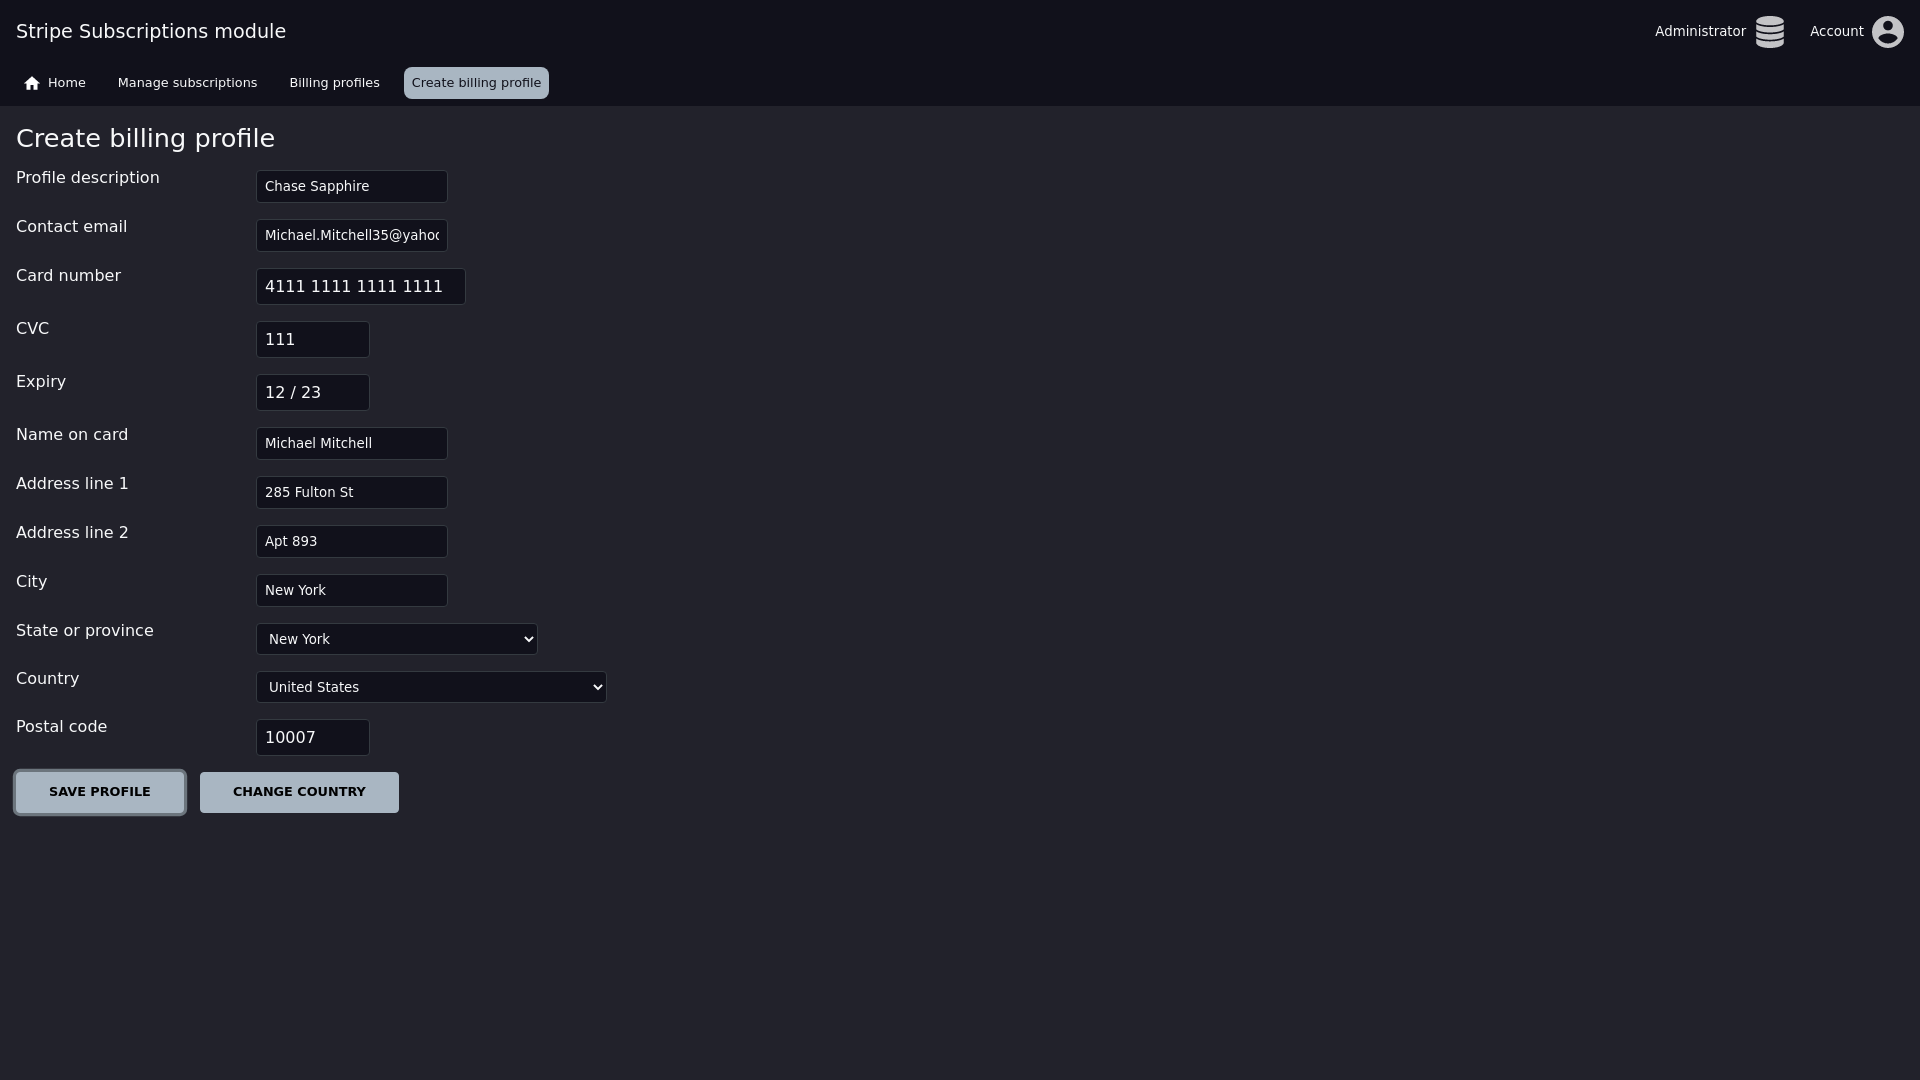 Stripe Subscriptions module
Administrator
Account
Home
Manage subscriptions
Billing profiles
Create billing profile
Create billing profile
Profile description
Chase Sapphire
Contact email
Michael.Mitchell35@yahoo
Card number
4111 1111 1111 1111
CVC
111
Expiry
12 / 23
Name on card
Michael Mitchell
Address line 1
285 Fulton St
Address line 2
Apt 893
City
New York
State or province
New York
Country
United States
Postal code
10007
SAVE PROFILE
CHANGE COUNTRY